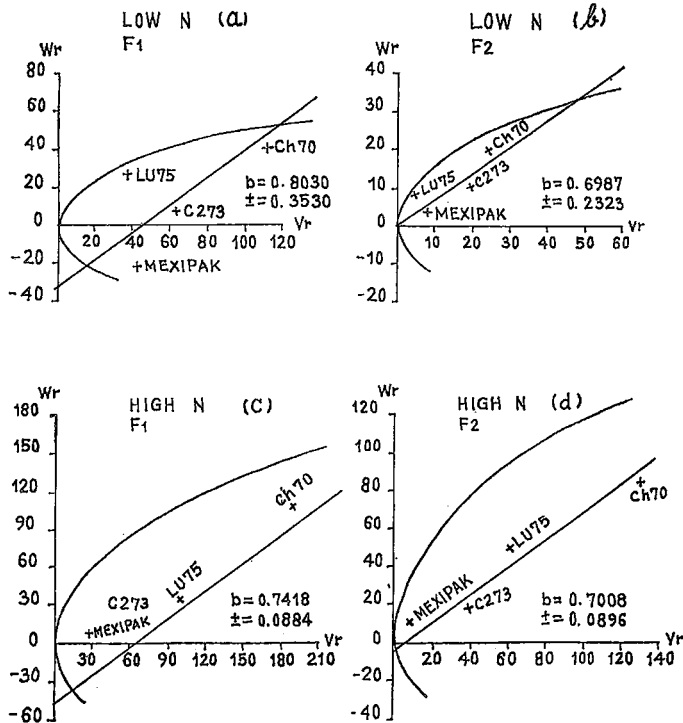 LOW N (a)
F1
Wr
80
60
40
20
0
-20
-40
20 40 60 80 100 120
Vr
+LU75
+Ch70
+C273
+MEXIPAK
b=0.8030
±=0.3530
LOW N (b)
F2
Wr
40
30
20
10
0
-10
-20
10 20 30 40 50 60
Vr
+LU75
+Ch70
+C273
+MEXIPAK
b=0.6987
±=0.2323
HIGH N (c)
F1
Wr
180
150
120
90
60
30
0
-30
-60
30 60 90 120 150 180 210
Vr
Ch70
+
LU75
+
C273
+MEXIPAK
b=0.7418
±=0.0884
HIGH N (d)
F2
Wr
120
100
80
60
40
20
0
-20
-40
20 40 60 80 100 120 140
Vr
+
Ch70
+LU75
+MEXIPAK
+C273
b=0.7008
±=0.0896